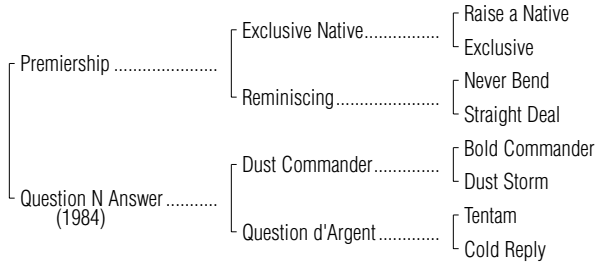 Raise a Native
Exclusive Native.................
Exclusive
Premiership .....................
Never Bend
Reminiscing.......................
Straight Deal
Bold Commander
Dust Commander..............
Dust Storm
Question N Answer ...........
(1984)
Tentam
Question d'Argent.............
Cold Reply